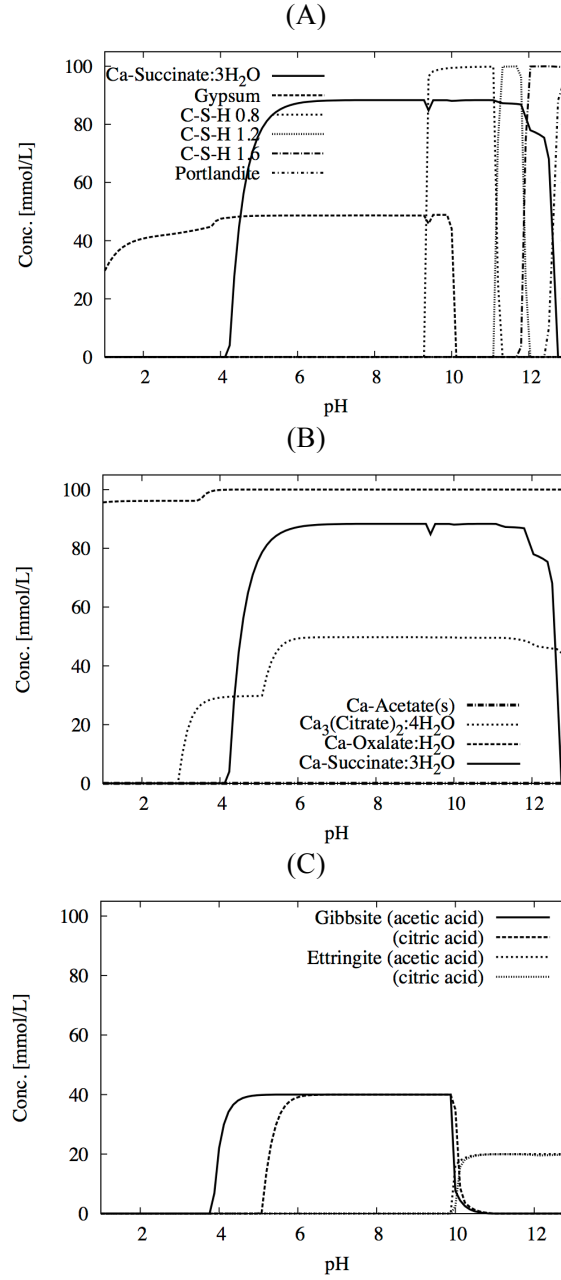 (A)
Conc. [mmol/L]
100
80
60
40
20
0
Ca-Succinate:3H₂O
Gypsum
C-S-H 0.8
C-S-H 1.2
C-S-H 1.6
Portlandite
2 4 6 8 10 12
pH
(B)
Conc. [mmol/L]
100
80
60
40
20
0
Ca-Acetate(s)
Ca₃(Citrate)₂:4H₂O
Ca-Oxalate:H₂O
Ca-Succinate:3H₂O
2 4 6 8 10 12
pH
(C)
Conc. [mmol/L]
100
80
60
40
20
0
Gibbsite (acetic acid)
(citric acid)
Ettringite (acetic acid)
(citric acid)
2 4 6 8 10 12
pH